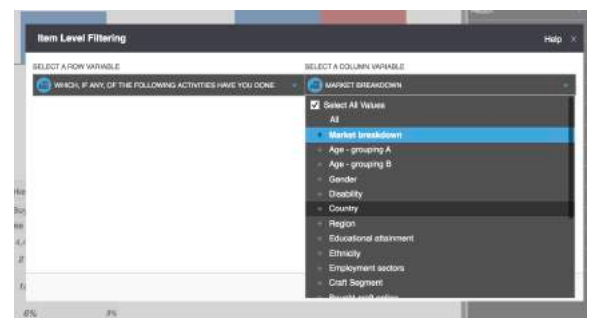 Item Level Filtering
Help ×
SELECT A ROW VARIABLE
SELECT A COLUMN VARIABLE
WHICH, IF ANY, OF THE FOLLOWING ACTIVITIES HAVE YOU DONE
MARKET BREAKDOWN
Select All Values
All
Market breakdown
Age - grouping A
Age - grouping B
Gender
Disability
Country
Region
Educational attainment
Ethnicity
Employment sectors
Craft Segment